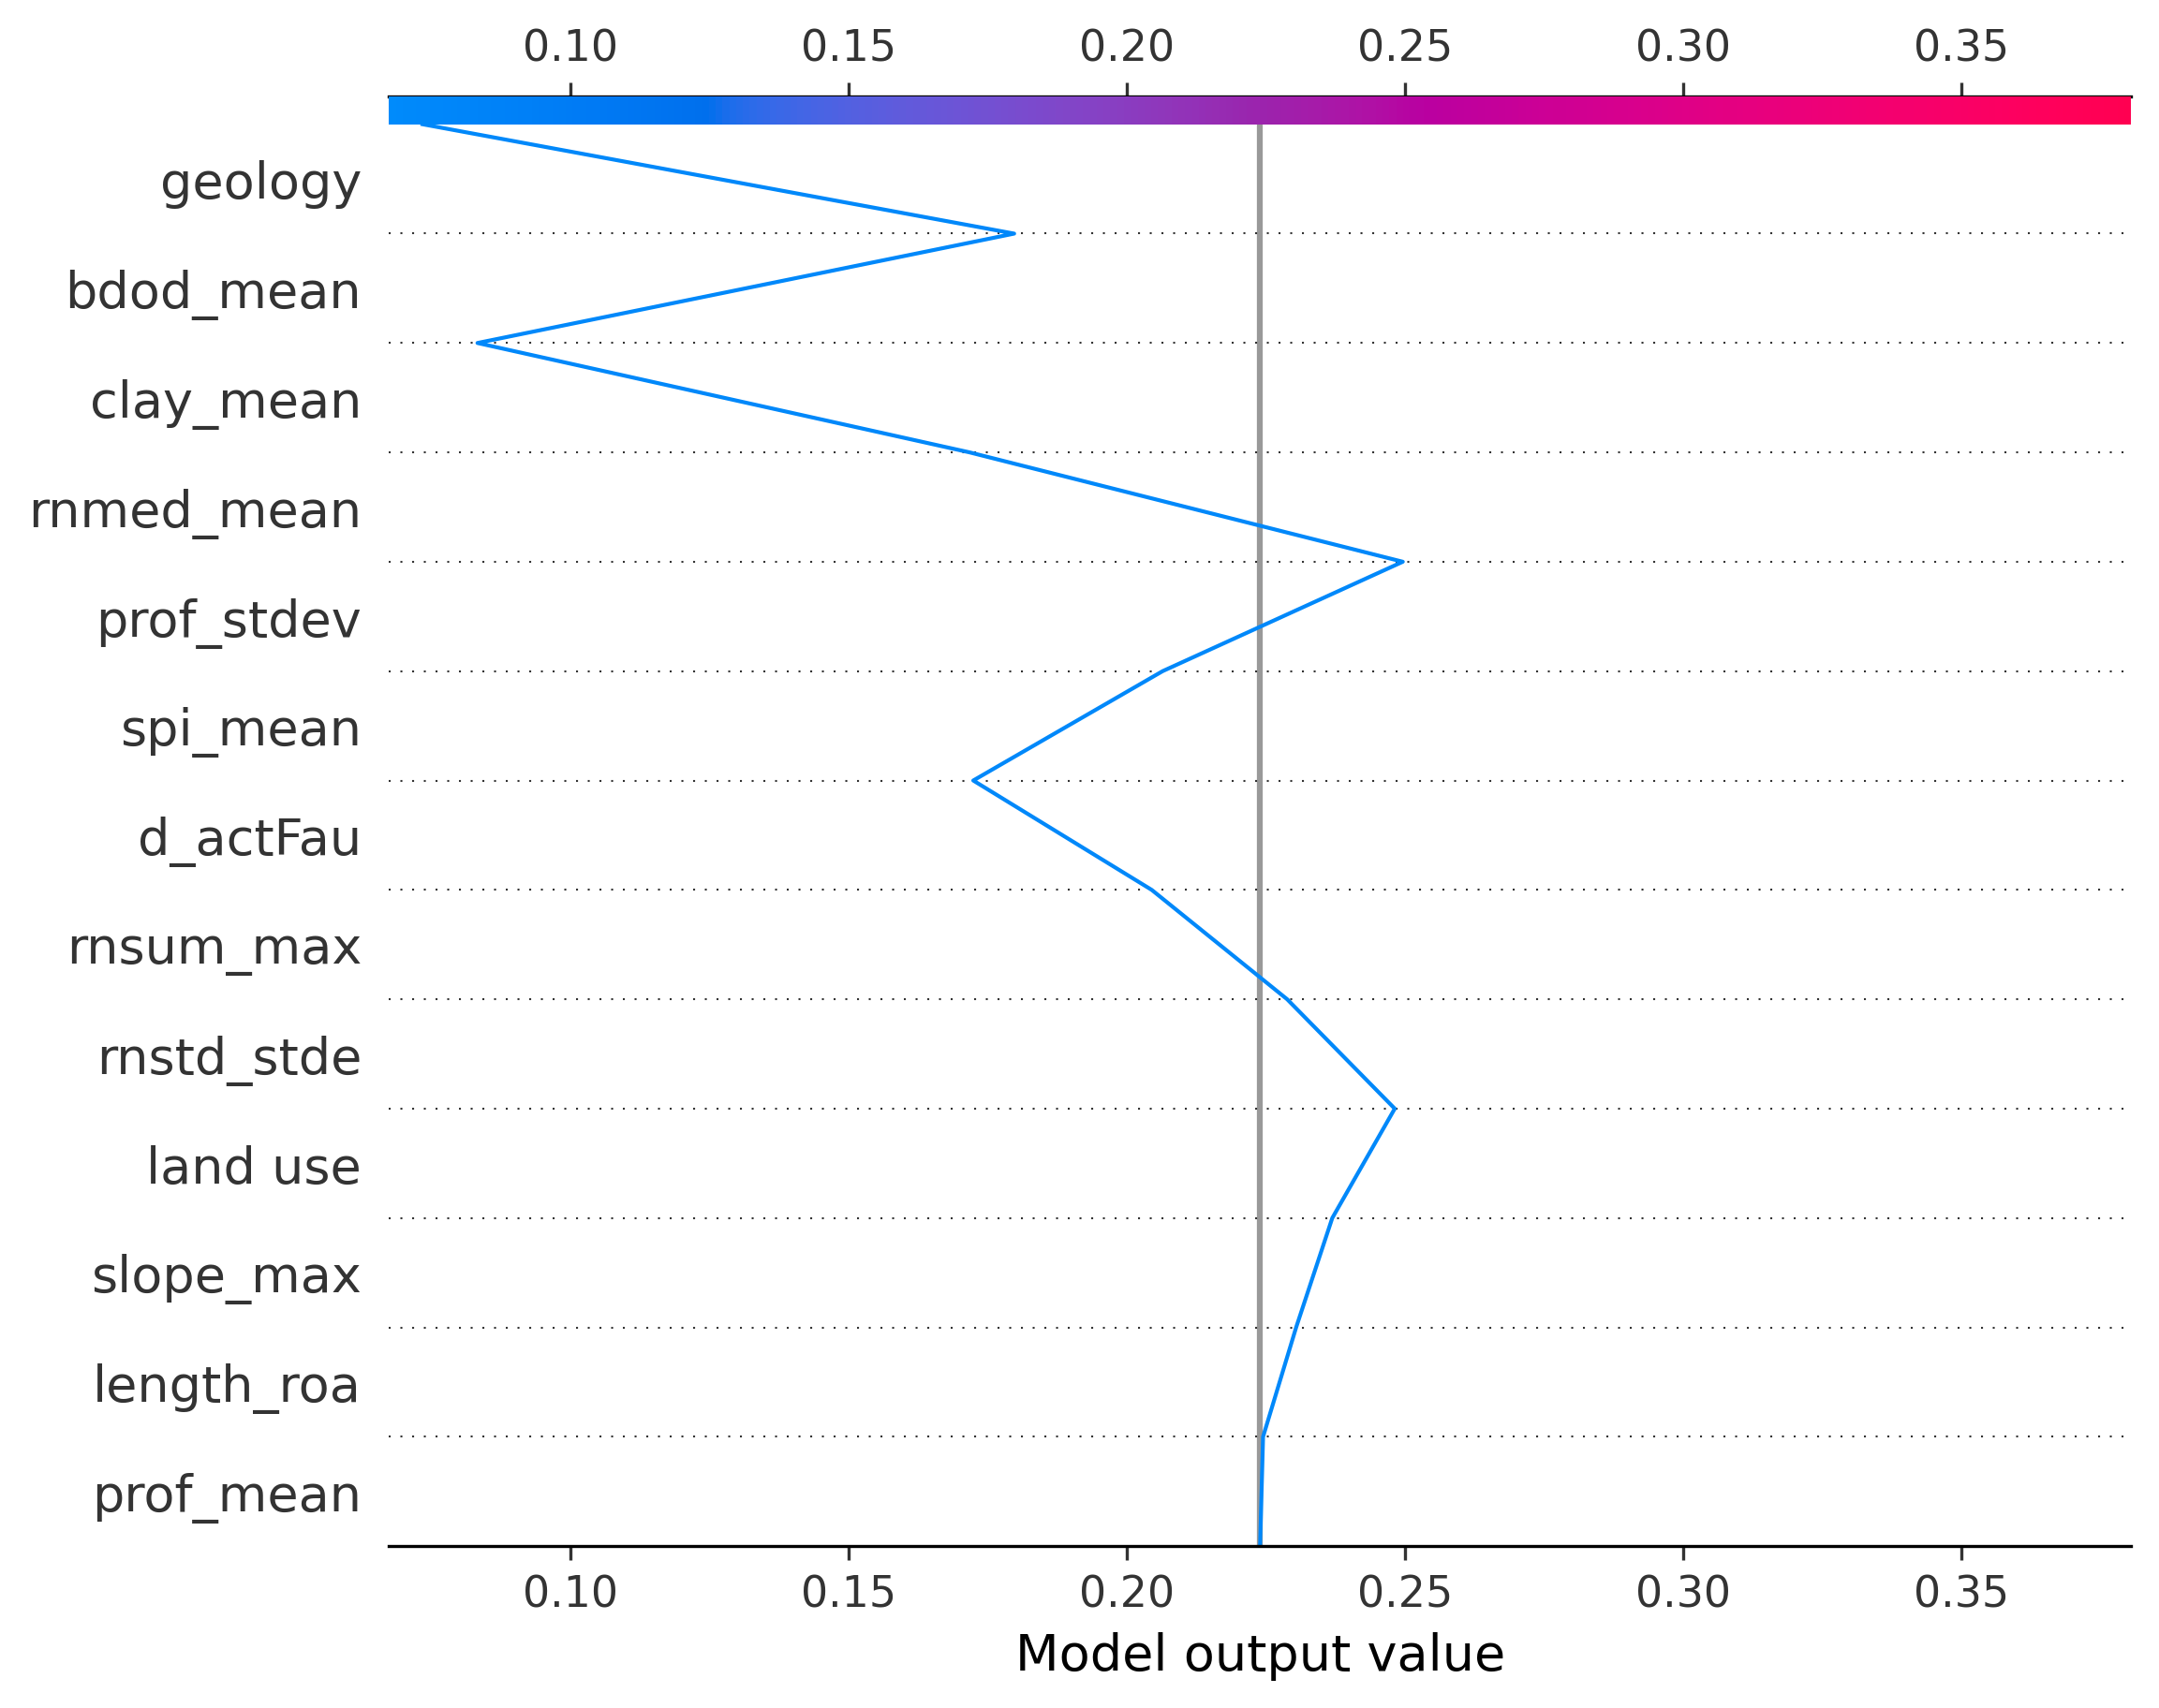 0.10 0.15 0.20 0.25 0.30 0.35
geology
bdod_mean
clay_mean
rnmed_mean
prof_stdev
spi_mean
d_actFau
rnsum_max
rnstd_stde
land use
slope_max
length_roa
prof_mean
0.10 0.15 0.20 0.25 0.30 0.35
Model output value